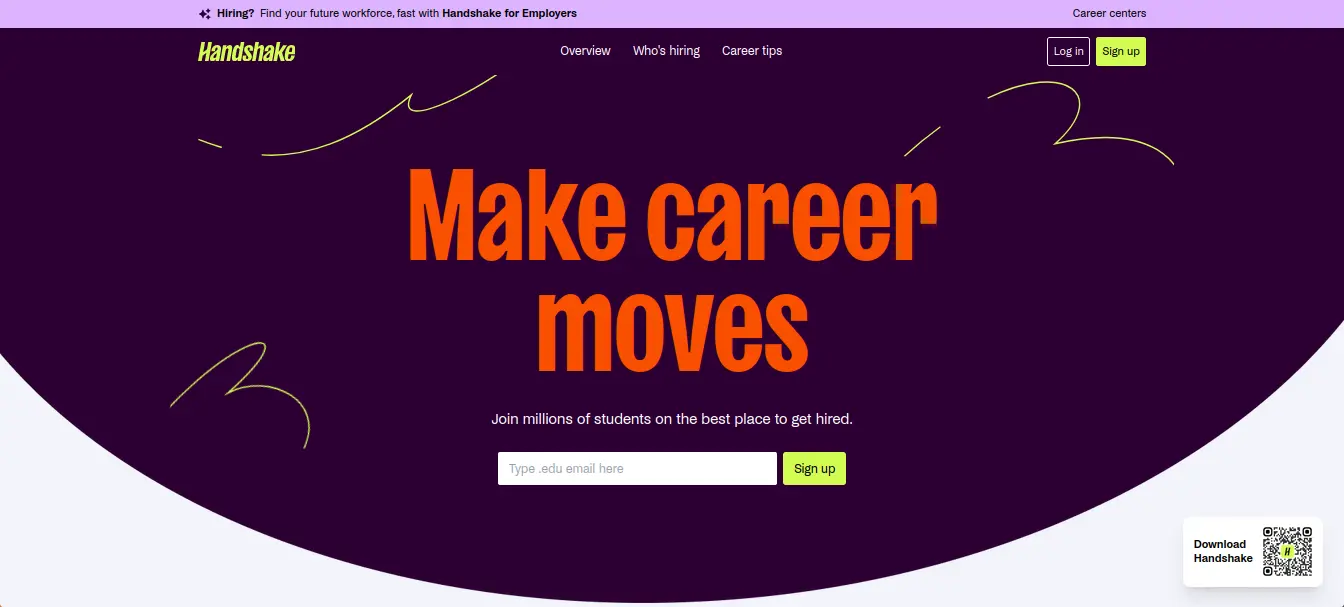 Hiring? Find your future workforce, fast with Handshake for Employers
Career centers
Handshake
Overview
Who's hiring
Career tips
Log in
Sign up
Make career
moves
Join millions of students on the best place to get hired.
Type .edu email here
Sign up
Download
Handshake
H